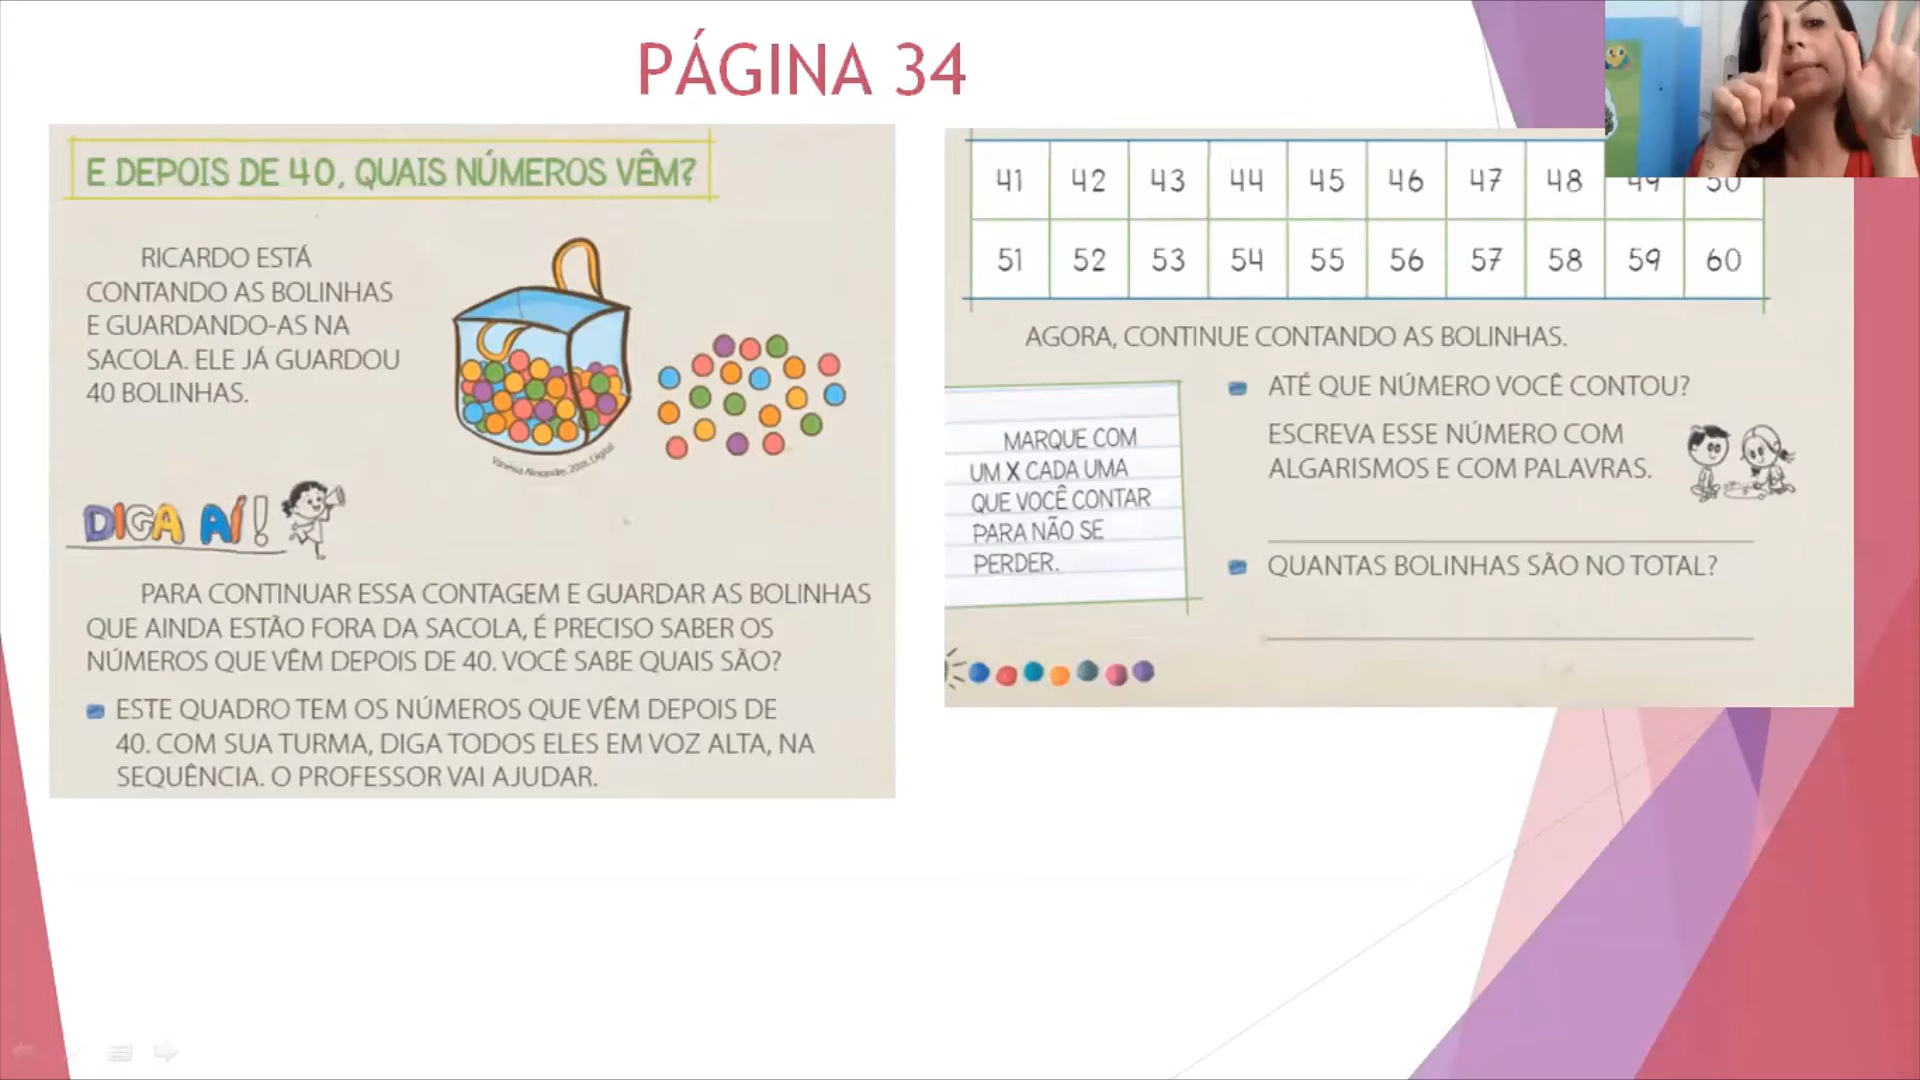 PÁGINA 34
E DEPOIS DE 40, QUAIS NÚMEROS VÊM?
RICARDO ESTÁ
CONTANDO AS BOLINHAS
E GUARDANDO-AS NA
SACOLA. ELE JÁ GUARDOU
40 BOLINHAS.
Vanessa Alexandre. 2018. Digital
DIGA AÍ!
PARA CONTINUAR ESSA CONTAGEM E GUARDAR AS BOLINHAS
QUE AINDA ESTÃO FORA DA SACOLA, É PRECISO SABER OS
NÚMEROS QUE VÊM DEPOIS DE 40. VOCÊ SABE QUAIS SÃO?
ESTE QUADRO TEM OS NÚMEROS QUE VÊM DEPOIS DE
40. COM SUA TURMA, DIGA TODOS ELES EM VOZ ALTA, NA
SEQUÊNCIA. O PROFESSOR VAI AJUDAR.
41 42 43 44 45 46 47 48 49 50
51 52 53 54 55 56 57 58 59 60
AGORA, CONTINUE CONTANDO AS BOLINHAS.
MARQUE COM
UM X CADA UMA
QUE VOCÊ CONTAR
PARA NÃO SE
PERDER.
ATÉ QUE NÚMERO VOCÊ CONTOU?
ESCREVA ESSE NÚMERO COM
ALGARISMOS E COM PALAVRAS.
QUANTAS BOLINHAS SÃO NO TOTAL?